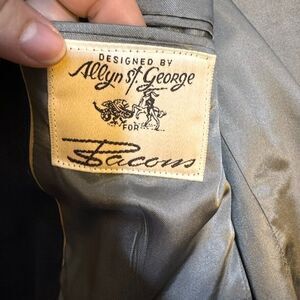 DESIGNED BY
Allyn St George
FOR
Bacons